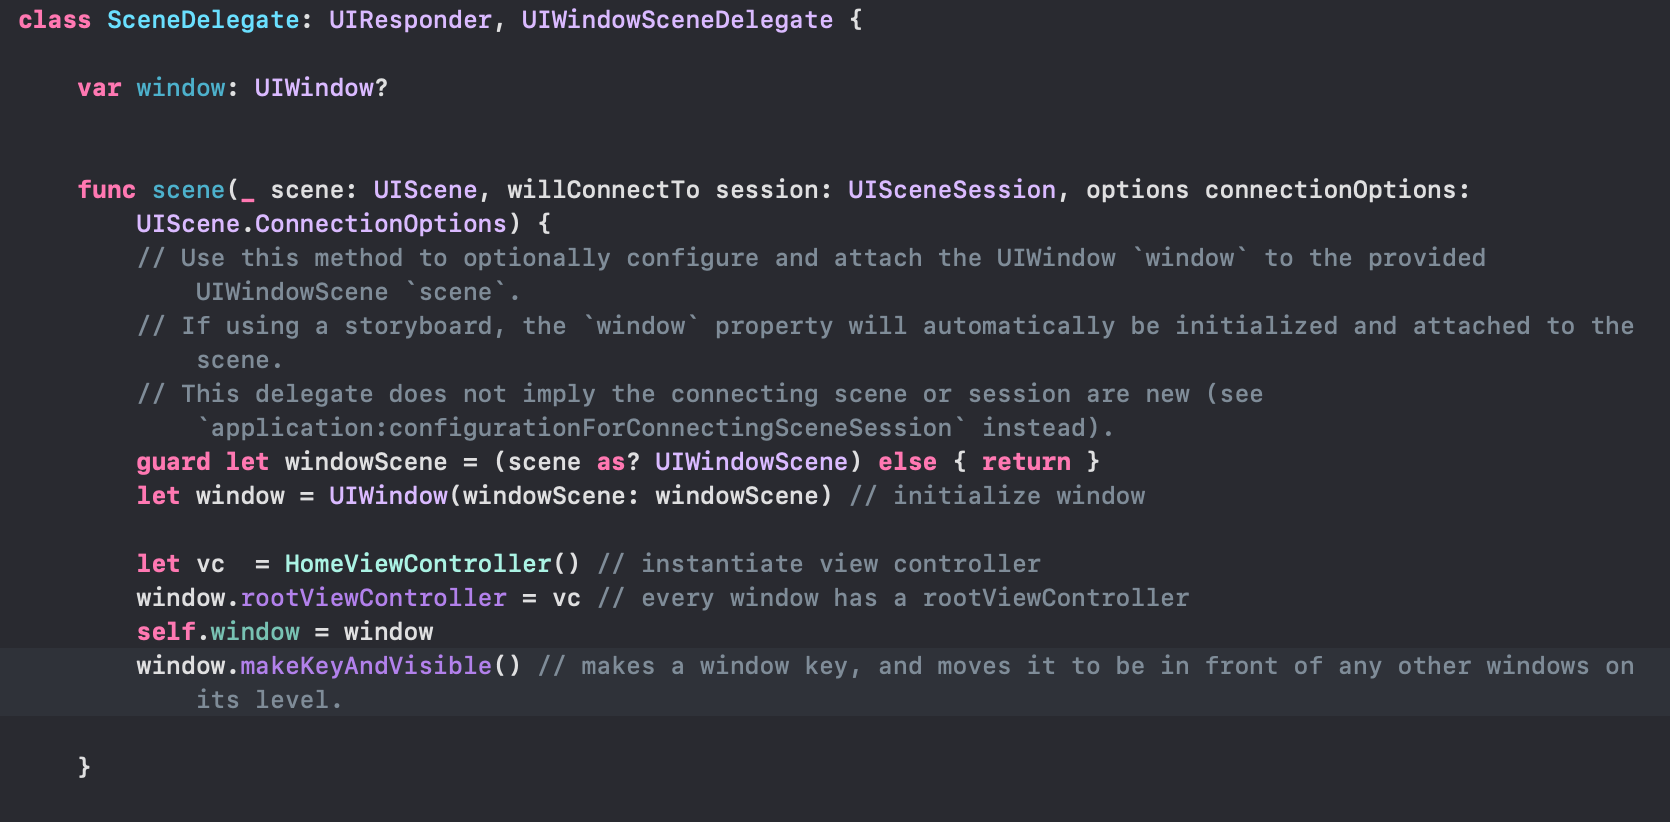 class SceneDelegate: UIResponder, UIWindowSceneDelegate {
var window: UIWindow?
func scene(_ scene: UIScene, willConnectTo session: UISceneSession, options connectionOptions:
UIScene.ConnectionOptions) {
// Use this method to optionally configure and attach the UIWindow `window` to the provided
UIWindowScene `scene`.
// If using a storyboard, the `window` property will automatically be initialized and attached to the
scene.
// This delegate does not imply the connecting scene or session are new (see
`application:configurationForConnectingSceneSession` instead).
guard let windowScene = (scene as? UIWindowScene) else { return }
let window = UIWindow(windowScene: windowScene) // initialize window
let vc  = HomeViewController() // instantiate view controller
window.rootViewController = vc // every window has a rootViewController
self.window = window
window.makeKeyAndVisible() // makes a window key, and moves it to be in front of any other windows on
its level.
}